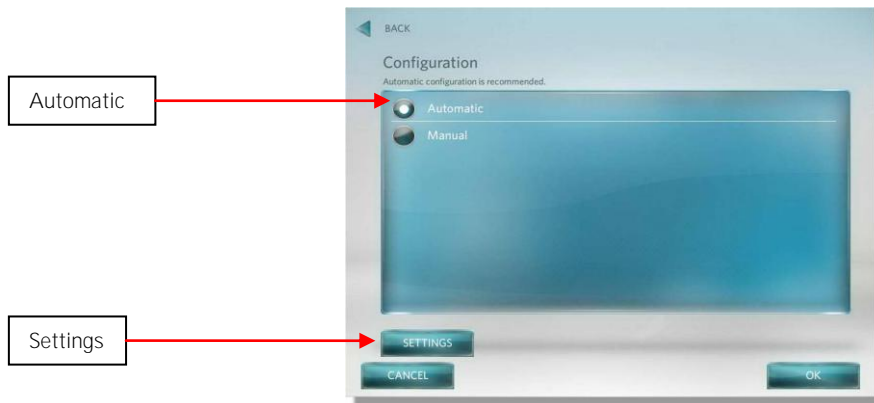 BACK
Configuration
Automatic configuration is recommended.
Automatic
Automatic
Manual
Settings
SETTINGS
CANCEL
OK